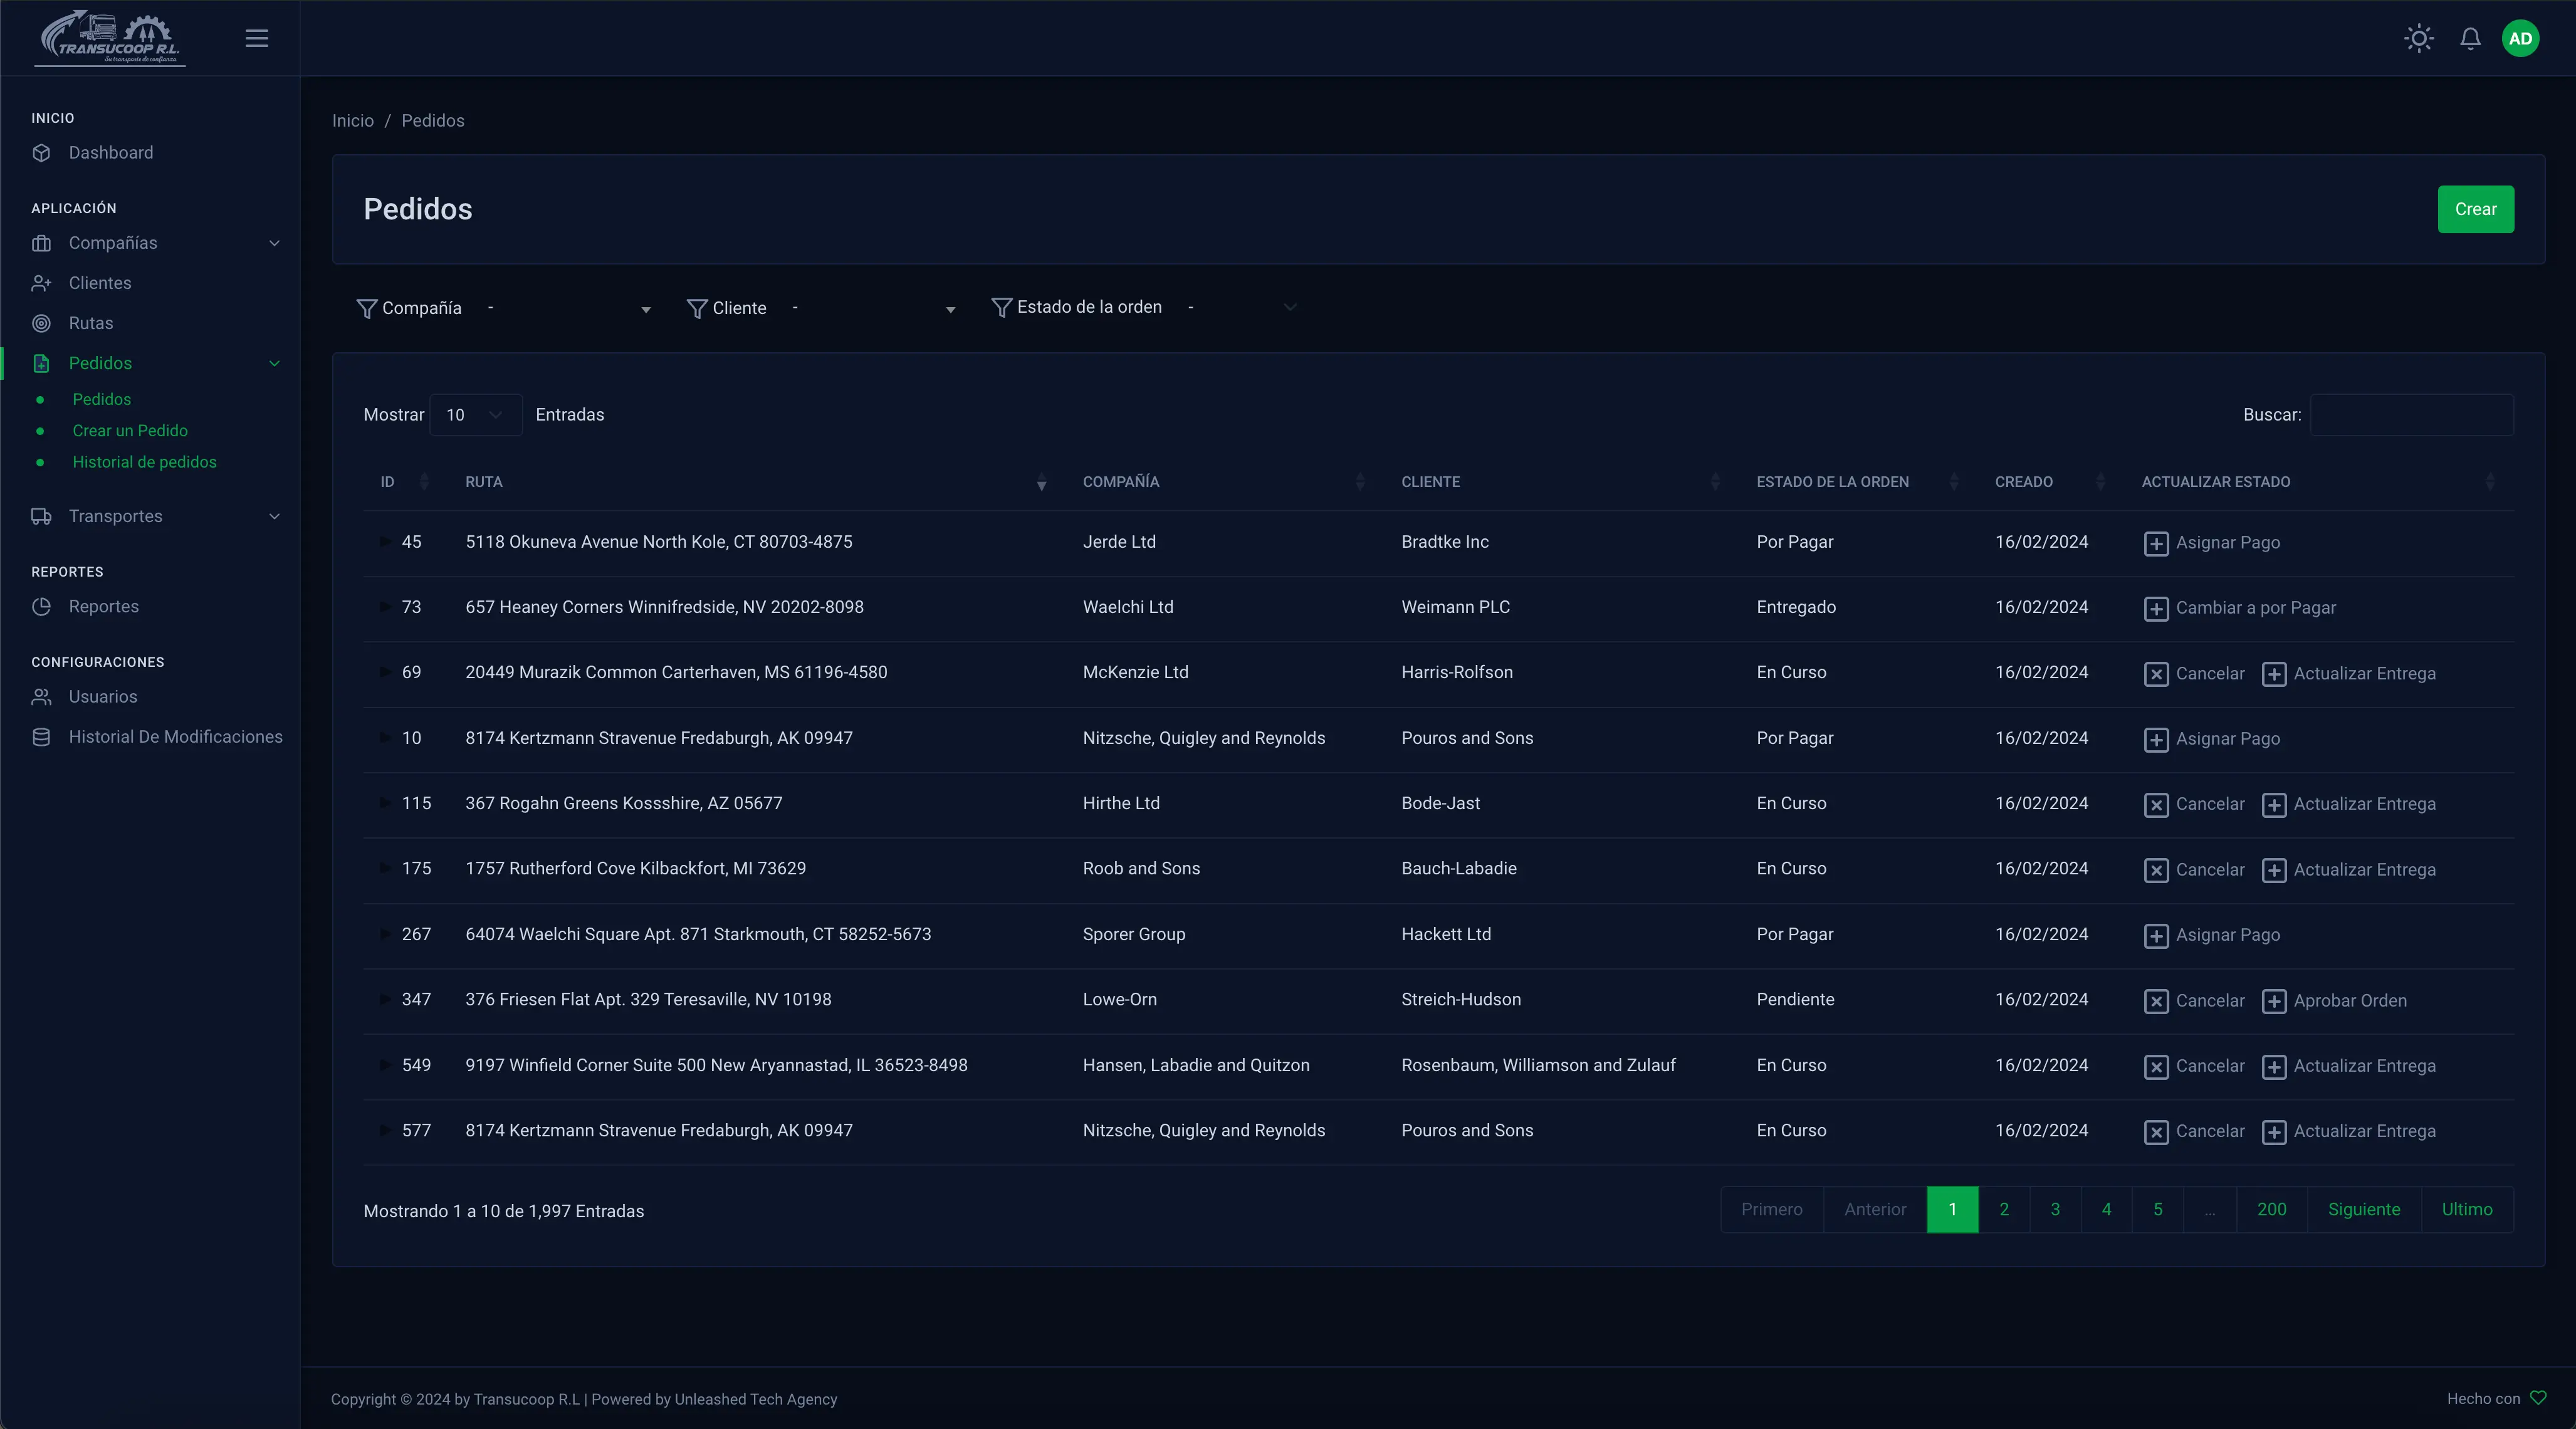 TRANSUCOOP R.L.
Su transporte de confianza
AD
INICIO
Dashboard
APLICACIÓN
Compañías
Clientes
Rutas
Pedidos
Pedidos
Crear un Pedido
Historial de pedidos
Transportes
REPORTES
Reportes
CONFIGURACIONES
Usuarios
Historial De Modificaciones
Inicio / Pedidos
Pedidos
Crear
Compañía - Cliente - Estado de la orden -
Mostrar 10 Entradas
Buscar:
ID RUTA COMPAÑÍA CLIENTE ESTADO DE LA ORDEN CREADO ACTUALIZAR ESTADO
45 5118 Okuneva Avenue North Kole, CT 80703-4875 Jerde Ltd Bradtke Inc Por Pagar 16/02/2024 Asignar Pago
73 657 Heaney Corners Winnifredside, NV 20202-8098 Waelchi Ltd Weimann PLC Entregado 16/02/2024 Cambiar a por Pagar
69 20449 Murazik Common Carterhaven, MS 61196-4580 McKenzie Ltd Harris-Rolfson En Curso 16/02/2024 Cancelar Actualizar Entrega
10 8174 Kertzmann Stravenue Fredaburgh, AK 09947 Nitzsche, Quigley and Reynolds Pouros and Sons Por Pagar 16/02/2024 Asignar Pago
115 367 Rogahn Greens Kossshire, AZ 05677 Hirthe Ltd Bode-Jast En Curso 16/02/2024 Cancelar Actualizar Entrega
175 1757 Rutherford Cove Kilbackfort, MI 73629 Roob and Sons Bauch-Labadie En Curso 16/02/2024 Cancelar Actualizar Entrega
267 64074 Waelchi Square Apt. 871 Starkmouth, CT 58252-5673 Sporer Group Hackett Ltd Por Pagar 16/02/2024 Asignar Pago
347 376 Friesen Flat Apt. 329 Teresaville, NV 10198 Lowe-Orn Streich-Hudson Pendiente 16/02/2024 Cancelar Aprobar Orden
549 9197 Winfield Corner Suite 500 New Aryannastad, IL 36523-8498 Hansen, Labadie and Quitzon Rosenbaum, Williamson and Zulauf En Curso 16/02/2024 Cancelar Actualizar Entrega
577 8174 Kertzmann Stravenue Fredaburgh, AK 09947 Nitzsche, Quigley and Reynolds Pouros and Sons En Curso 16/02/2024 Cancelar Actualizar Entrega
Mostrando 1 a 10 de 1,997 Entradas
Primero Anterior 1 2 3 4 5 ... 200 Siguiente Ultimo
Copyright © 2024 by Transucoop R.L | Powered by Unleashed Tech Agency
Hecho con